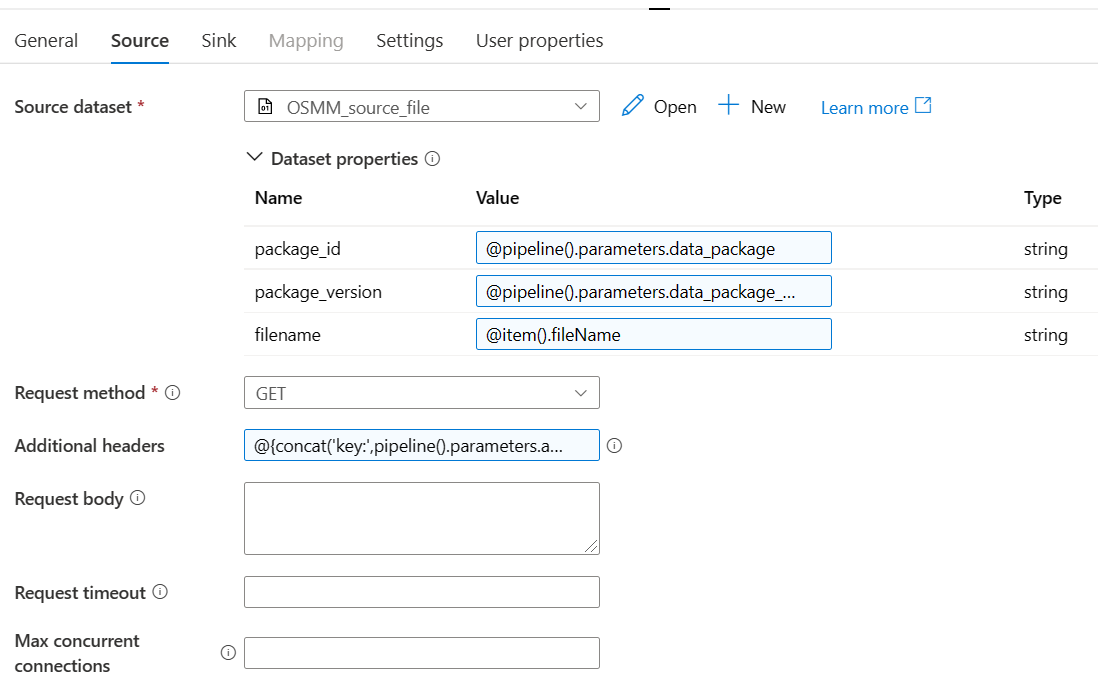 General Source Sink Mapping Settings User properties
Source dataset * OSMM_source_file Open New Learn more
Dataset properties
Name Value Type
package_id @pipeline().parameters.data_package string
package_version @pipeline().parameters.data_package_... string
filename @item().fileName string
Request method * GET
Additional headers @{concat('key:',pipeline().parameters.a...
Request body
Request timeout
Max concurrent
connections